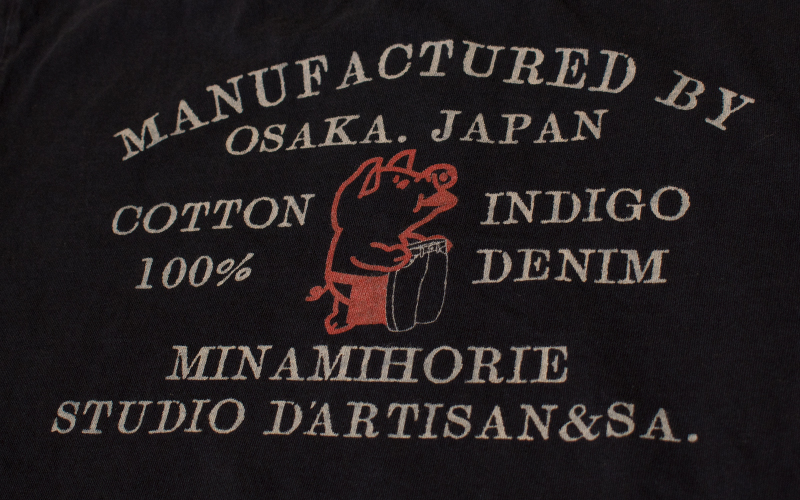 MANUFACTURED BY
OSAKA. JAPAN
COTTON INDIGO
100% DENIM
MINAMIHORIE
STUDIO D'ARTISAN&SA.